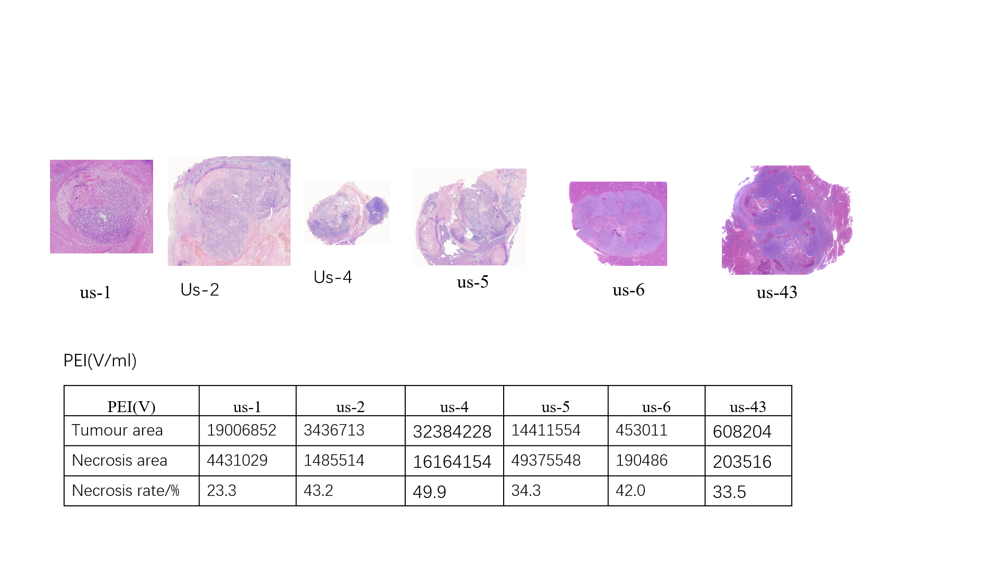 us-1
Us-2
Us-4
us-5
us-6
us-43
PEI(V/ml)
PEI(V) us-1 us-2 us-4 us-5 us-6 us-43
Tumour area 19006852 3436713 32384228 14411554 453011 608204
Necrosis area 4431029 1485514 16164154 49375548 190486 203516
Necrosis rate/% 23.3 43.2 49.9 34.3 42.0 33.5